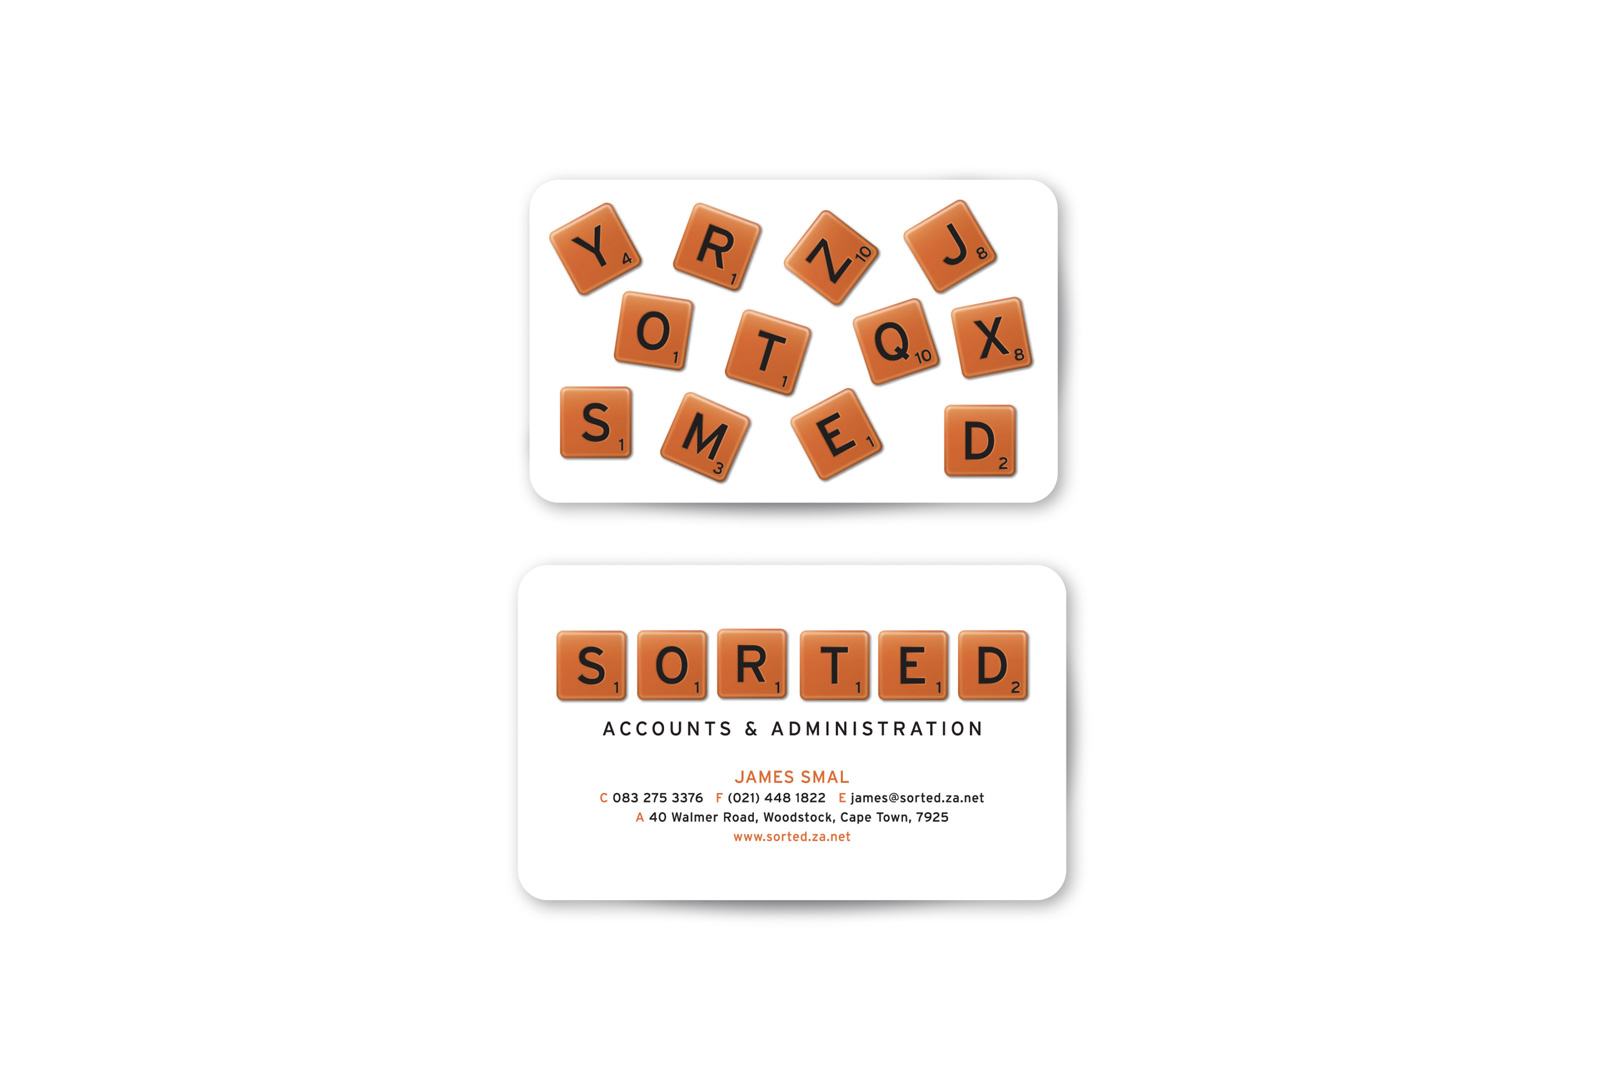 Y4 R1 N10 J8
O1 T1 Q10 X8
S1 M3 E1 D2
S1 O1 R1 T1 E1 D2
ACCOUNTS & ADMINISTRATION
JAMES SMAL
C 083 275 3376 F (021) 448 1822 E james@sorted.za.net
A 40 Walmer Road, Woodstock, Cape Town, 7925
www.sorted.za.net